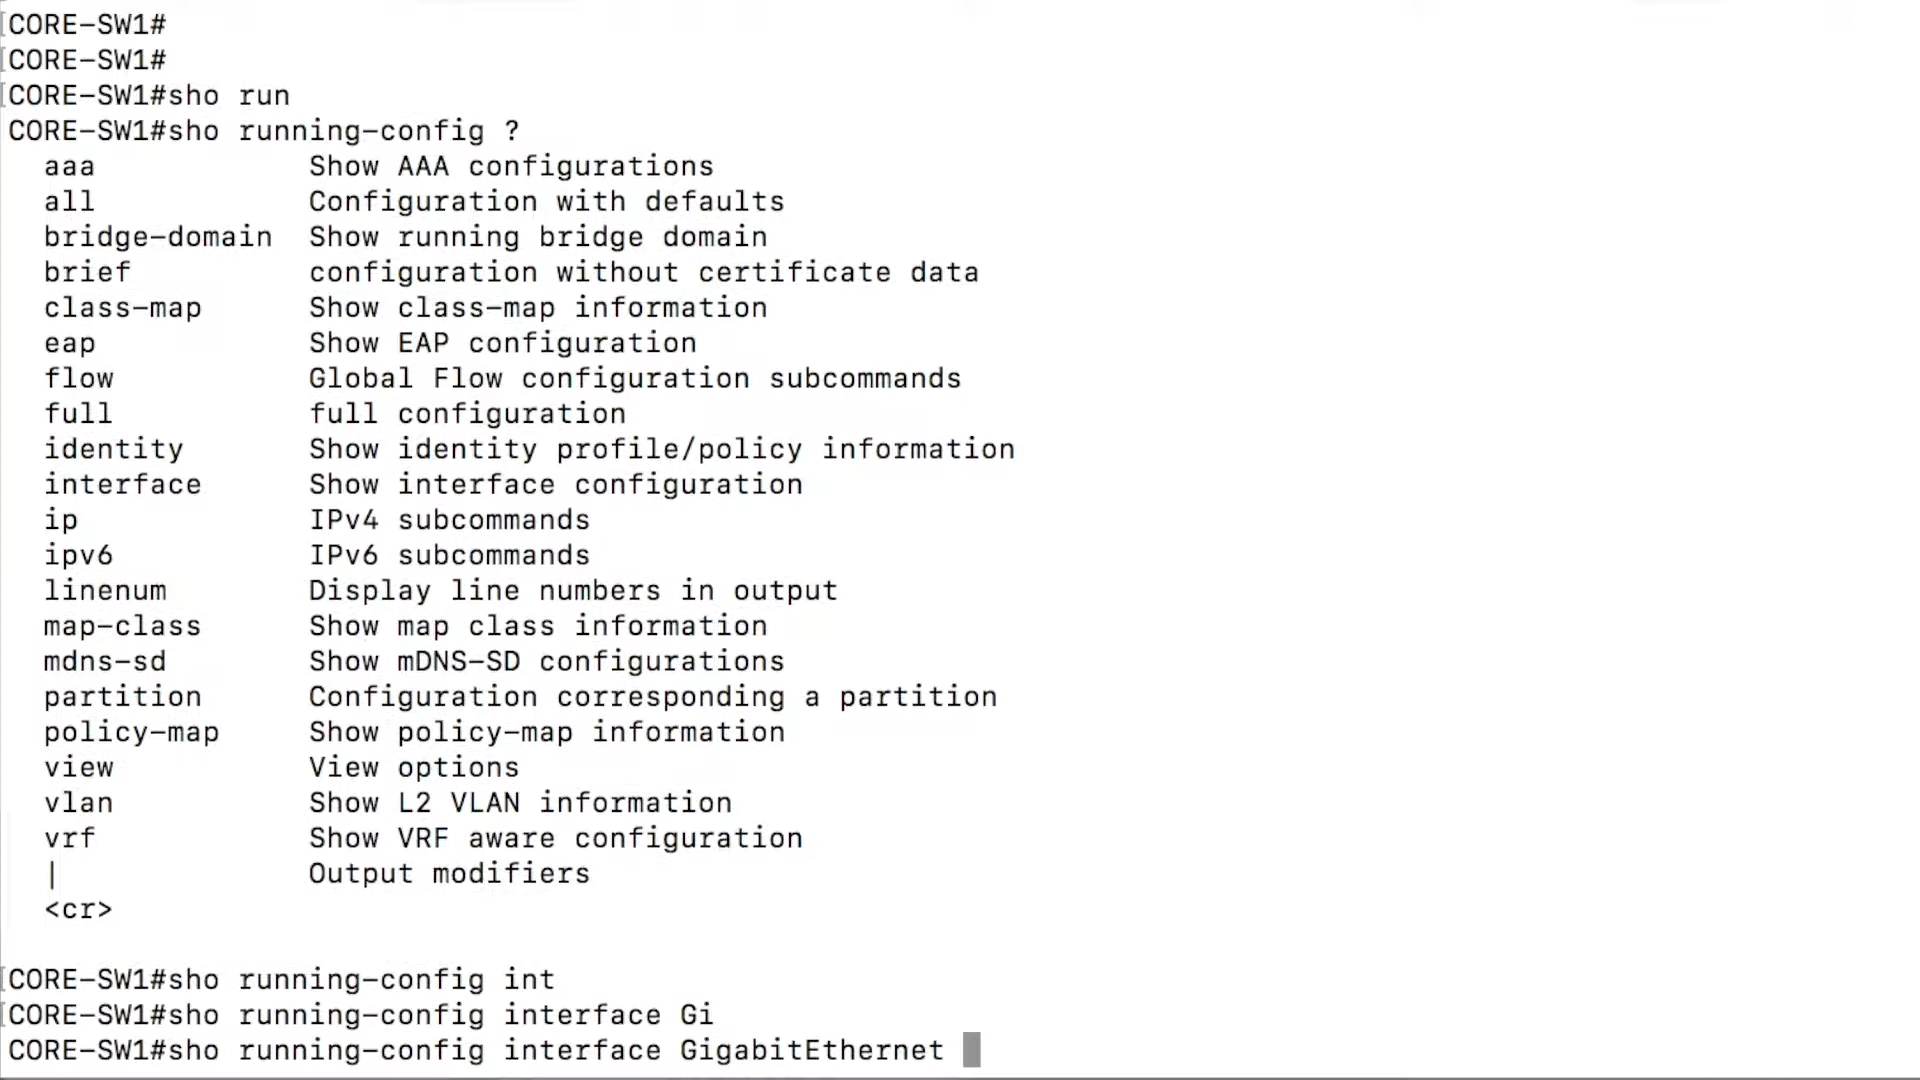 [CORE-SW1#
[CORE-SW1#
[CORE-SW1#sho run
CORE-SW1#sho running-config ?
aaa Show AAA configurations
all Configuration with defaults
bridge-domain Show running bridge domain
brief configuration without certificate data
class-map Show class-map information
eap Show EAP configuration
flow Global Flow configuration subcommands
full full configuration
identity Show identity profile/policy information
interface Show interface configuration
ip IPv4 subcommands
ipv6 IPv6 subcommands
linenum Display line numbers in output
map-class Show map class information
mdns-sd Show mDNS-SD configurations
partition Configuration corresponding a partition
policy-map Show policy-map information
view View options
vlan Show L2 VLAN information
vrf Show VRF aware configuration
| Output modifiers
<cr>
[CORE-SW1#sho running-config int
[CORE-SW1#sho running-config interface Gi
CORE-SW1#sho running-config interface GigabitEthernet